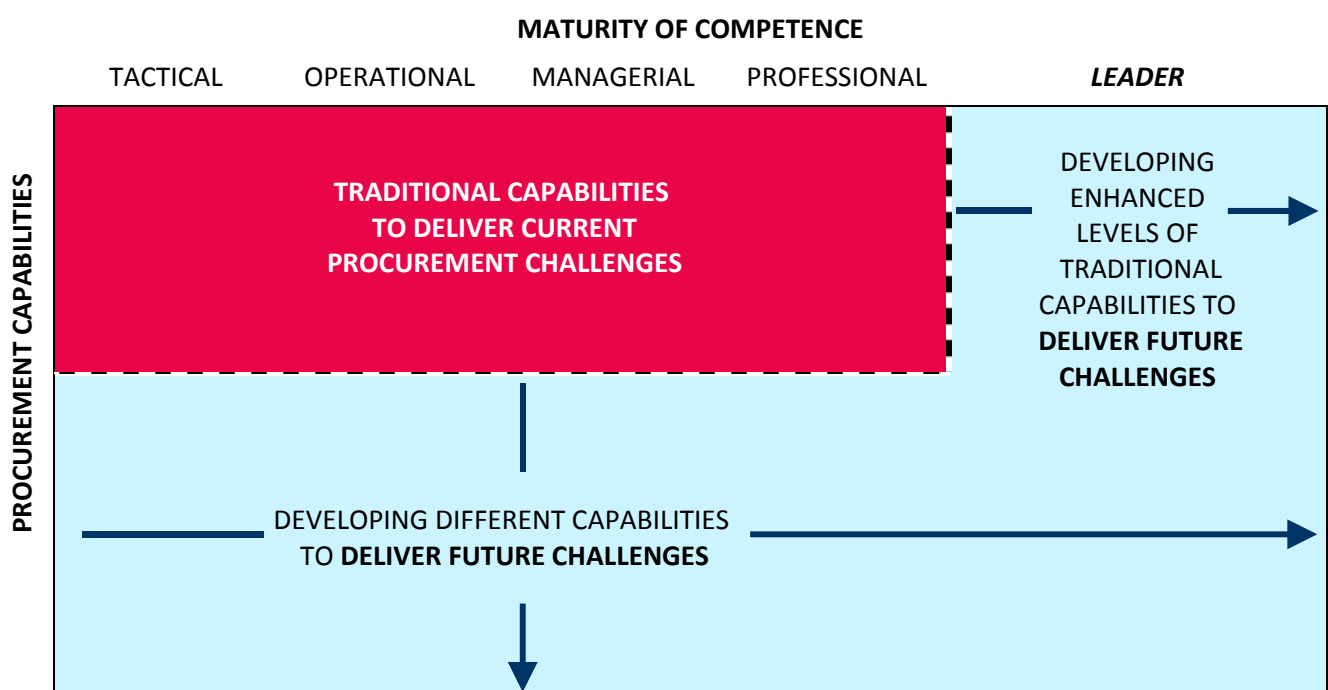 MATURITY OF COMPETENCE
TACTICAL OPERATIONAL MANAGERIAL PROFESSIONAL LEADER
PROCUREMENT CAPABILITIES
TRADITIONAL CAPABILITIES
TO DELIVER CURRENT
PROCUREMENT CHALLENGES
DEVELOPING
ENHANCED
LEVELS OF
TRADITIONAL
CAPABILITIES TO
DELIVER FUTURE
CHALLENGES
DEVELOPING DIFFERENT CAPABILITIES
TO DELIVER FUTURE CHALLENGES